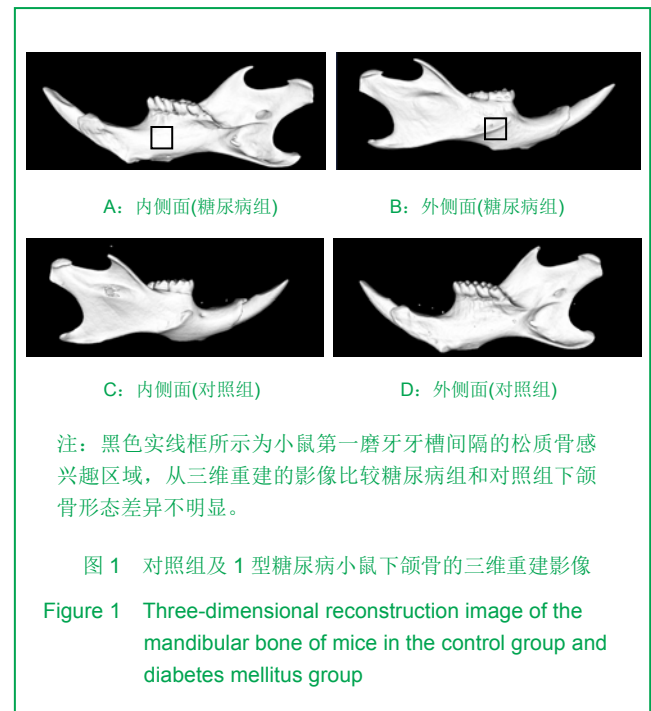 A：内侧面(糖尿病组)
B：外侧面(糖尿病组)
C：内侧面(对照组)
D：外侧面(对照组)
注：黑色实线框所示为小鼠第一磨牙牙槽间隔的松质骨感
兴趣区域，从三维重建的影像比较糖尿病组和对照组下颌
骨形态差异不明显。
图 1 对照组及 1 型糖尿病小鼠下颌骨的三维重建影像
Figure 1 Three-dimensional reconstruction image of the
mandibular bone of mice in the control group and
diabetes mellitus group